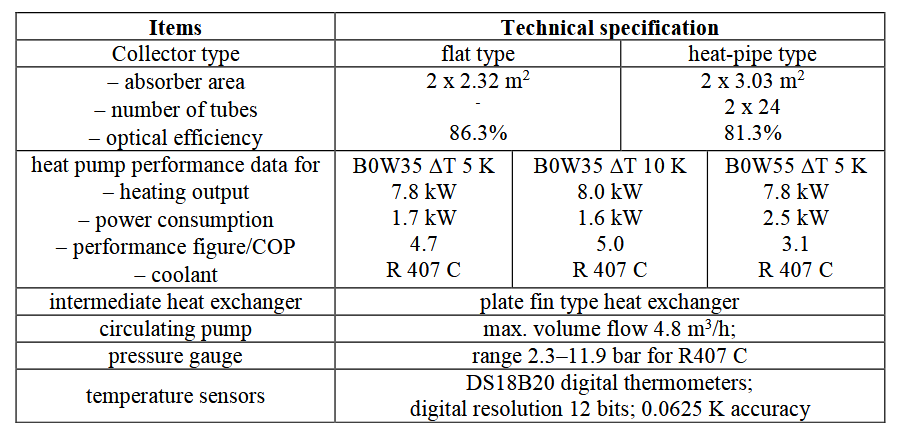 Items Technical specification
Collector type flat type heat-pipe type
– absorber area 2 x 2.32 m² 2 x 3.03 m²
– number of tubes - 2 x 24
– optical efficiency 86.3% 81.3%
heat pump performance data for B0W35 ΔT 5 K B0W35 ΔT 10 K B0W55 ΔT 5 K
– heating output 7.8 kW 8.0 kW 7.8 kW
– power consumption 1.7 kW 1.6 kW 2.5 kW
– performance figure/COP 4.7 5.0 3.1
– coolant R 407 C R 407 C R 407 C
intermediate heat exchanger plate fin type heat exchanger
circulating pump max. volume flow 4.8 m³/h;
pressure gauge range 2.3–11.9 bar for R407 C
temperature sensors DS18B20 digital thermometers;
digital resolution 12 bits; 0.0625 K accuracy